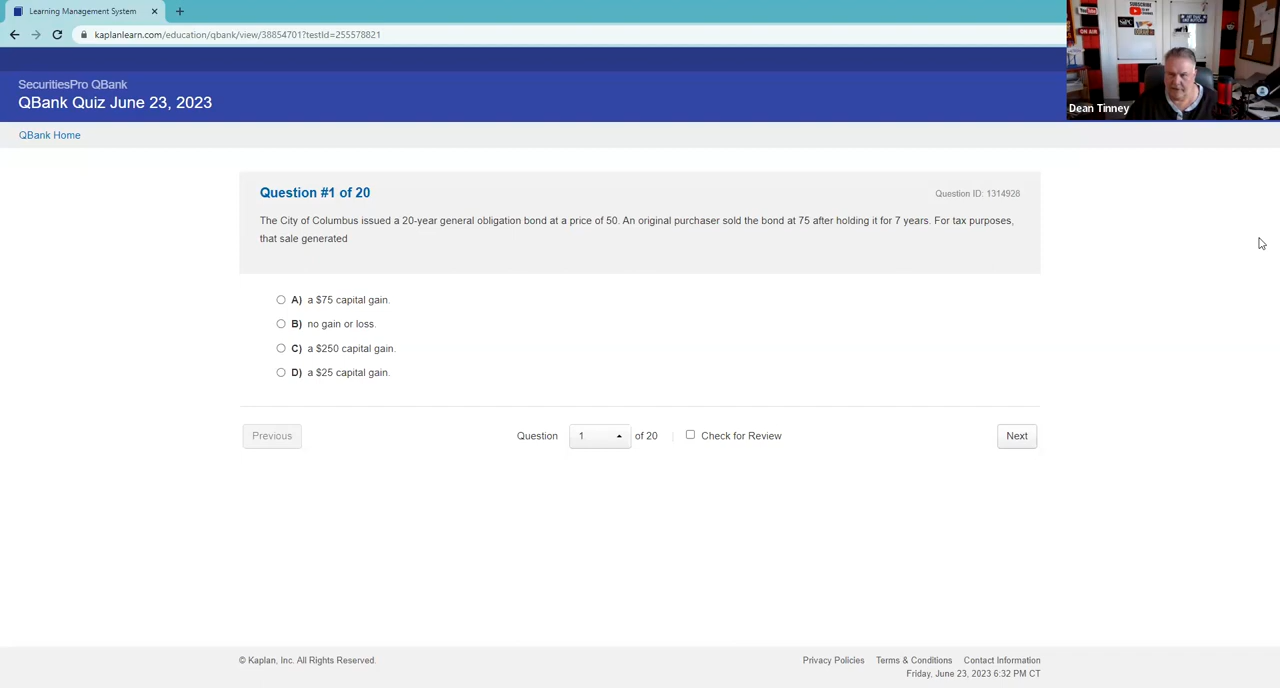 Learning Management System
kaplanlearn.com/education/qbank/view/38854701?testId=255578821
SUBSCRIBE
ON AIR
SIPC
Dean Tinney
SecuritiesPro QBank
QBank Quiz June 23, 2023
QBank Home
Question #1 of 20
Question ID: 1314928
The City of Columbus issued a 20-year general obligation bond at a price of 50. An original purchaser sold the bond at 75 after holding it for 7 years. For tax purposes,
that sale generated
A) a $75 capital gain.
B) no gain or loss.
C) a $250 capital gain.
D) a $25 capital gain.
Previous
Question 1 of 20
Check for Review
Next
© Kaplan, Inc. All Rights Reserved.
Privacy Policies Terms & Conditions Contact Information
Friday, June 23, 2023 6:32 PM CT